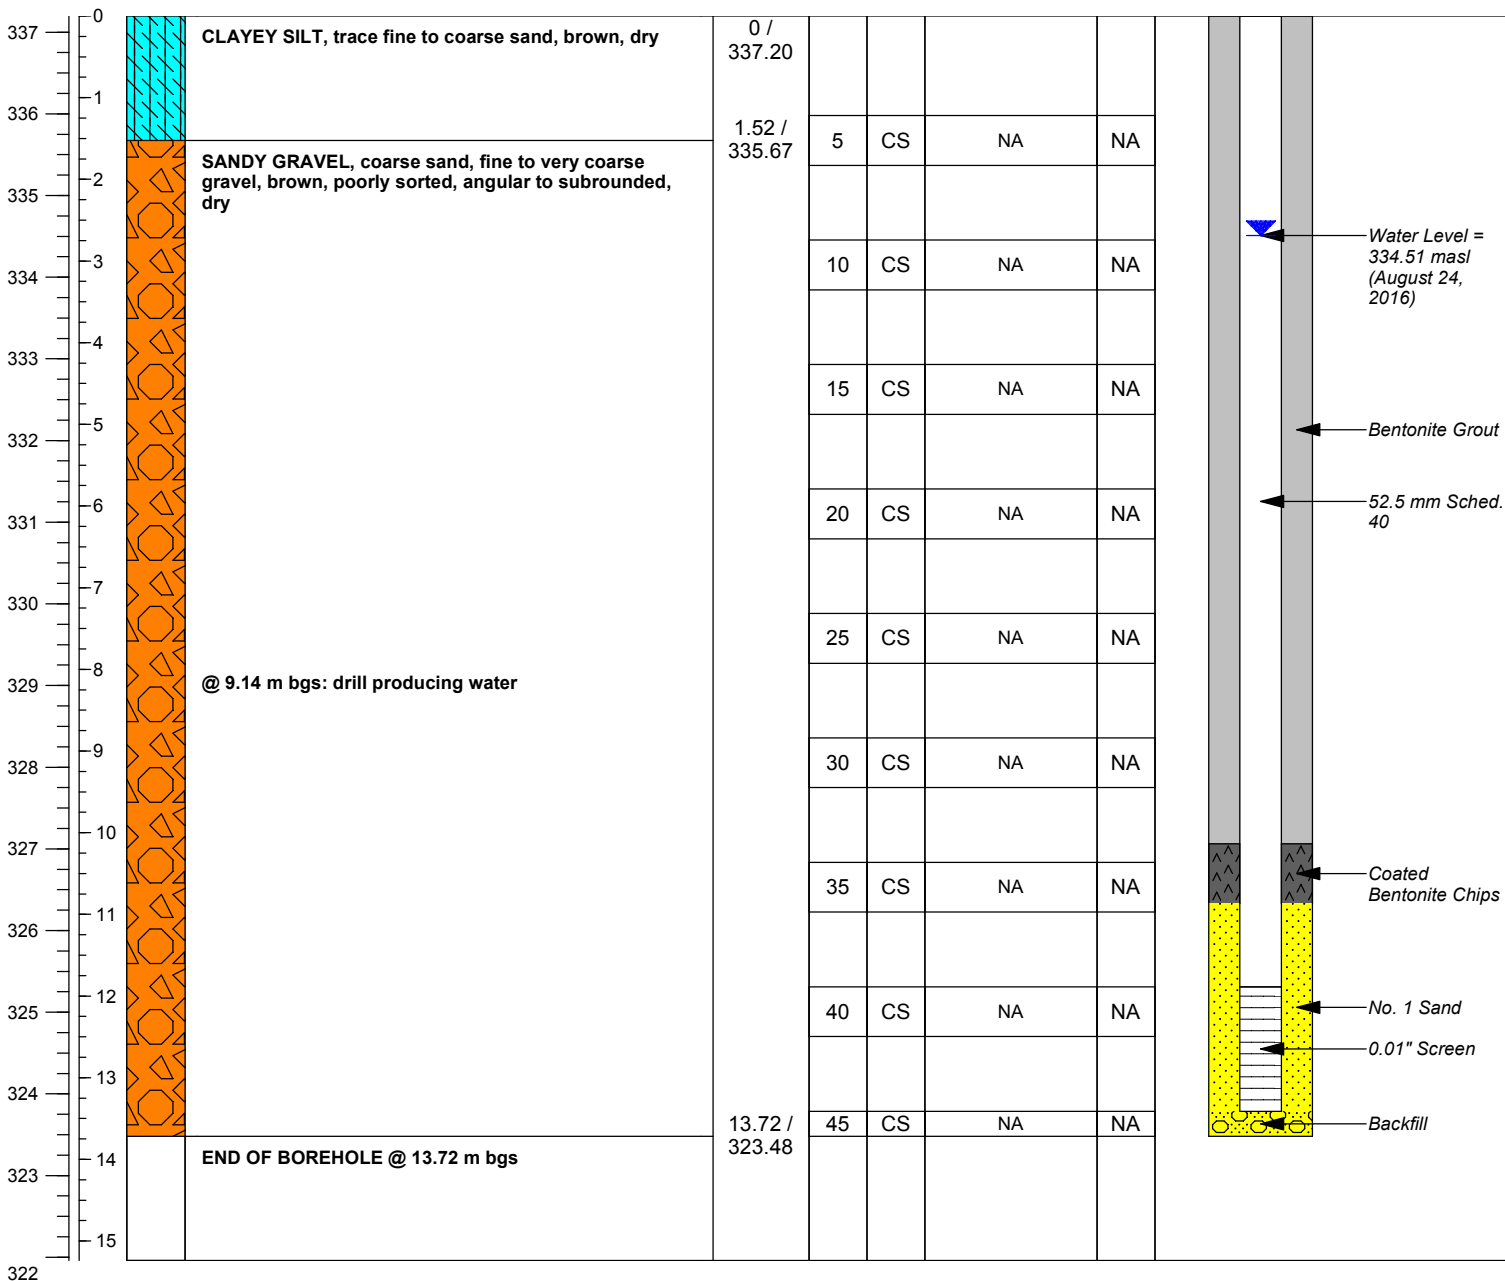 337
336
335
334
333
332
331
330
329
328
327
326
325
324
323
322
0
1
2
3
4
5
6
7
8
9
10
11
12
13
14
15
CLAYEY SILT, trace fine to coarse sand, brown, dry
SANDY GRAVEL, coarse sand, fine to very coarse
gravel, brown, poorly sorted, angular to subrounded,
dry
@ 9.14 m bgs: drill producing water
END OF BOREHOLE @ 13.72 m bgs
0 /
337.20
1.52 /
335.67
13.72 /
323.48
5 CS NA NA
10 CS NA NA
15 CS NA NA
20 CS NA NA
25 CS NA NA
30 CS NA NA
35 CS NA NA
40 CS NA NA
45 CS NA NA
Water Level =
334.51 masl
(August 24,
2016)
Bentonite Grout
52.5 mm Sched.
40
Coated
Bentonite Chips
No. 1 Sand
0.01" Screen
Backfill